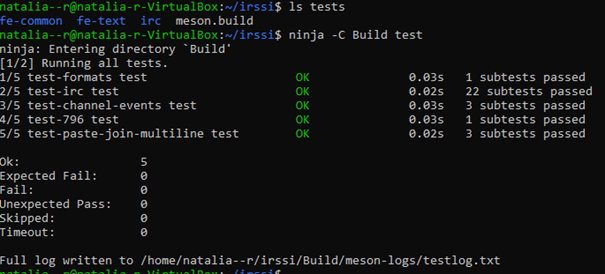 natalia--r@natalia--r-VirtualBox:~/irssi$ ls tests
fe-common fe-text irc meson.build
natalia--r@natalia--r-VirtualBox:~/irssi$ ninja -C Build test
ninja: Entering directory `Build'
[1/2] Running all tests.
1/5 test-formats test OK 0.03s 1 subtests passed
2/5 test-irc test OK 0.02s 22 subtests passed
3/5 test-channel-events test OK 0.03s 3 subtests passed
4/5 test-796 test OK 0.03s 1 subtests passed
5/5 test-paste-join-multiline test OK 0.02s 3 subtests passed
Ok: 5
Expected Fail: 0
Fail: 0
Unexpected Pass: 0
Skipped: 0
Timeout: 0
Full log written to /home/natalia--r/irssi/Build/meson-logs/testlog.txt
natalia--r@natalia--r-VirtualBox:~/irssi$